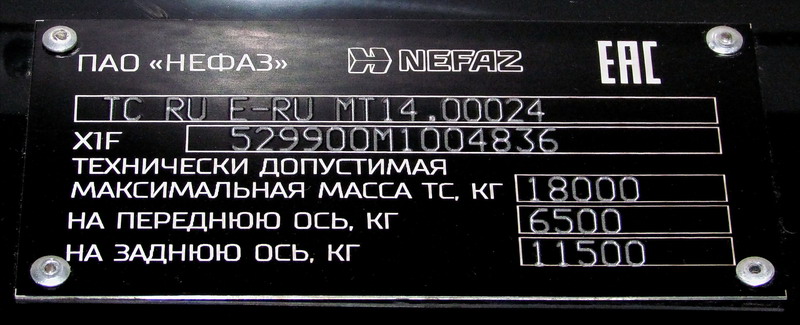 ПАО «НЕФАЗ» NEFAZ EAC
TC RU E-RU MT14.00024
X1F 529900M1004836
ТЕХНИЧЕСКИ ДОПУСТИМАЯ
МАКСИМАЛЬНАЯ МАССА ТС, КГ 18000
НА ПЕРЕДНЮЮ ОСЬ, КГ 6500
НА ЗАДНЮЮ ОСЬ, КГ 11500